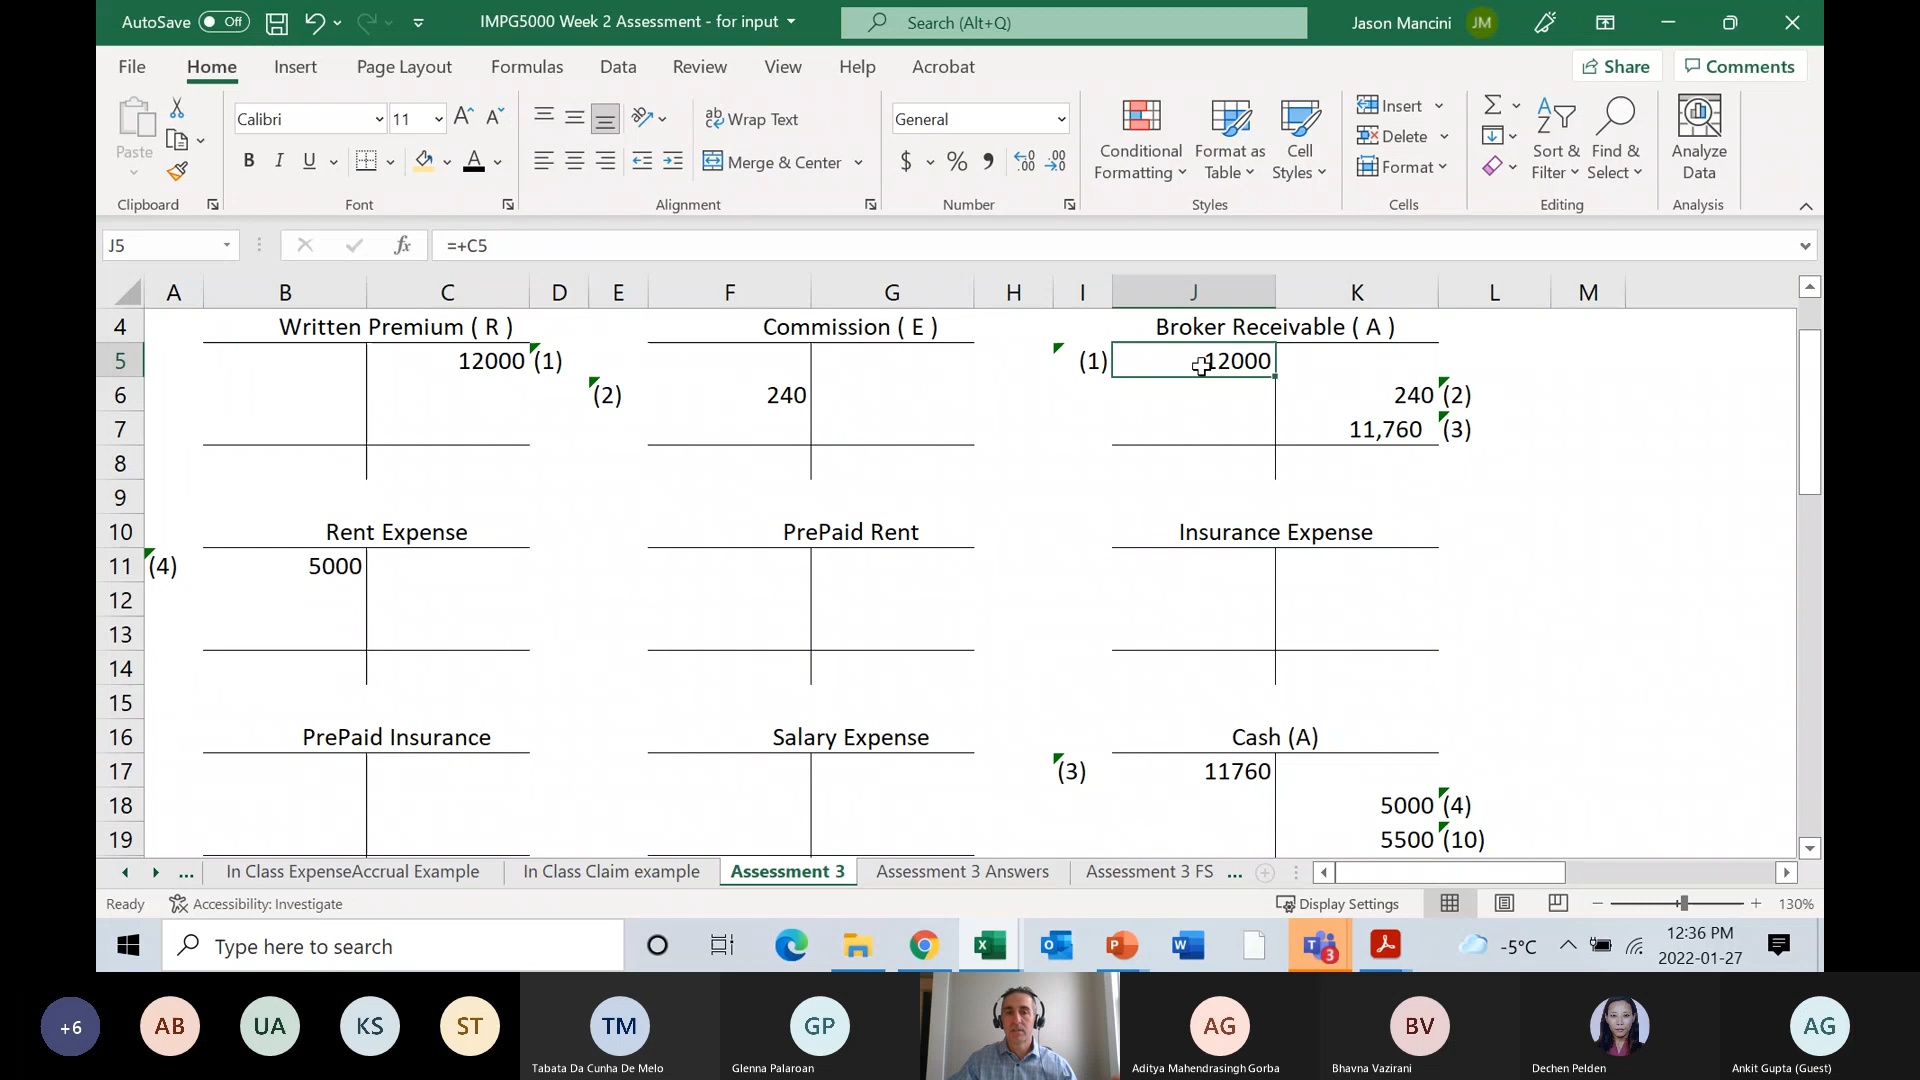 AutoSave Off IMPG5000 Week 2 Assessment - for input Search (Alt+Q) Jason Mancini JM
File Home Insert Page Layout Formulas Data Review View Help Acrobat Share Comments
Paste
Clipboard
Calibri 11
B I U
Font
Wrap Text
Merge & Center
Alignment
General
$ % 9
Number
Conditional Formatting
Format as Table
Cell Styles
Styles
Insert
Delete
Format
Cells
Sort & Filter
Find & Select
Editing
Analyze Data
Analysis
J5 fx =+C5
A B C D E F G H I J K L M
4 Written Premium ( R ) Commission ( E ) Broker Receivable ( A )
5 12000 (1) (1) 12000
6 (2) 240 240 (2)
7 11,760 (3)
8
9
10 Rent Expense PrePaid Rent Insurance Expense
11 (4) 5000
12
13
14
15
16 PrePaid Insurance Salary Expense Cash (A)
17 (3) 11760
18 5000 (4)
19 5500 (10)
... In Class ExpenseAccrual Example In Class Claim example Assessment 3 Assessment 3 Answers Assessment 3 FS ...
Ready Accessibility: Investigate Display Settings 130%
Type here to search 3 -5°C 12:36 PM
2022-01-27
+6 AB UA KS ST TM GP AG BV AG
Tabata Da Cunha De Melo Glenna Palaroan Aditya Mahendrasingh Gorba Bhavna Vazirani Dechen Pelden Ankit Gupta (Guest)